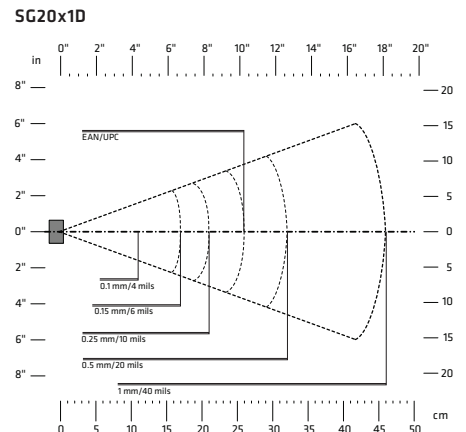 SG20x1D
in 0" 2" 4" 6" 8" 10" 12" 14" 16" 18" 20"
8" 20
6" 15
EAN/UPC
4" 10
2" 5
0" 0
2" 5
0.1 mm/4 mils
4" 10
0.15 mm/6 mils
6" 15
0.25 mm/10 mils
0.5 mm/20 mils
8" 20
1 mm/40 mils
cm
0 5 10 15 20 25 30 35 40 45 50